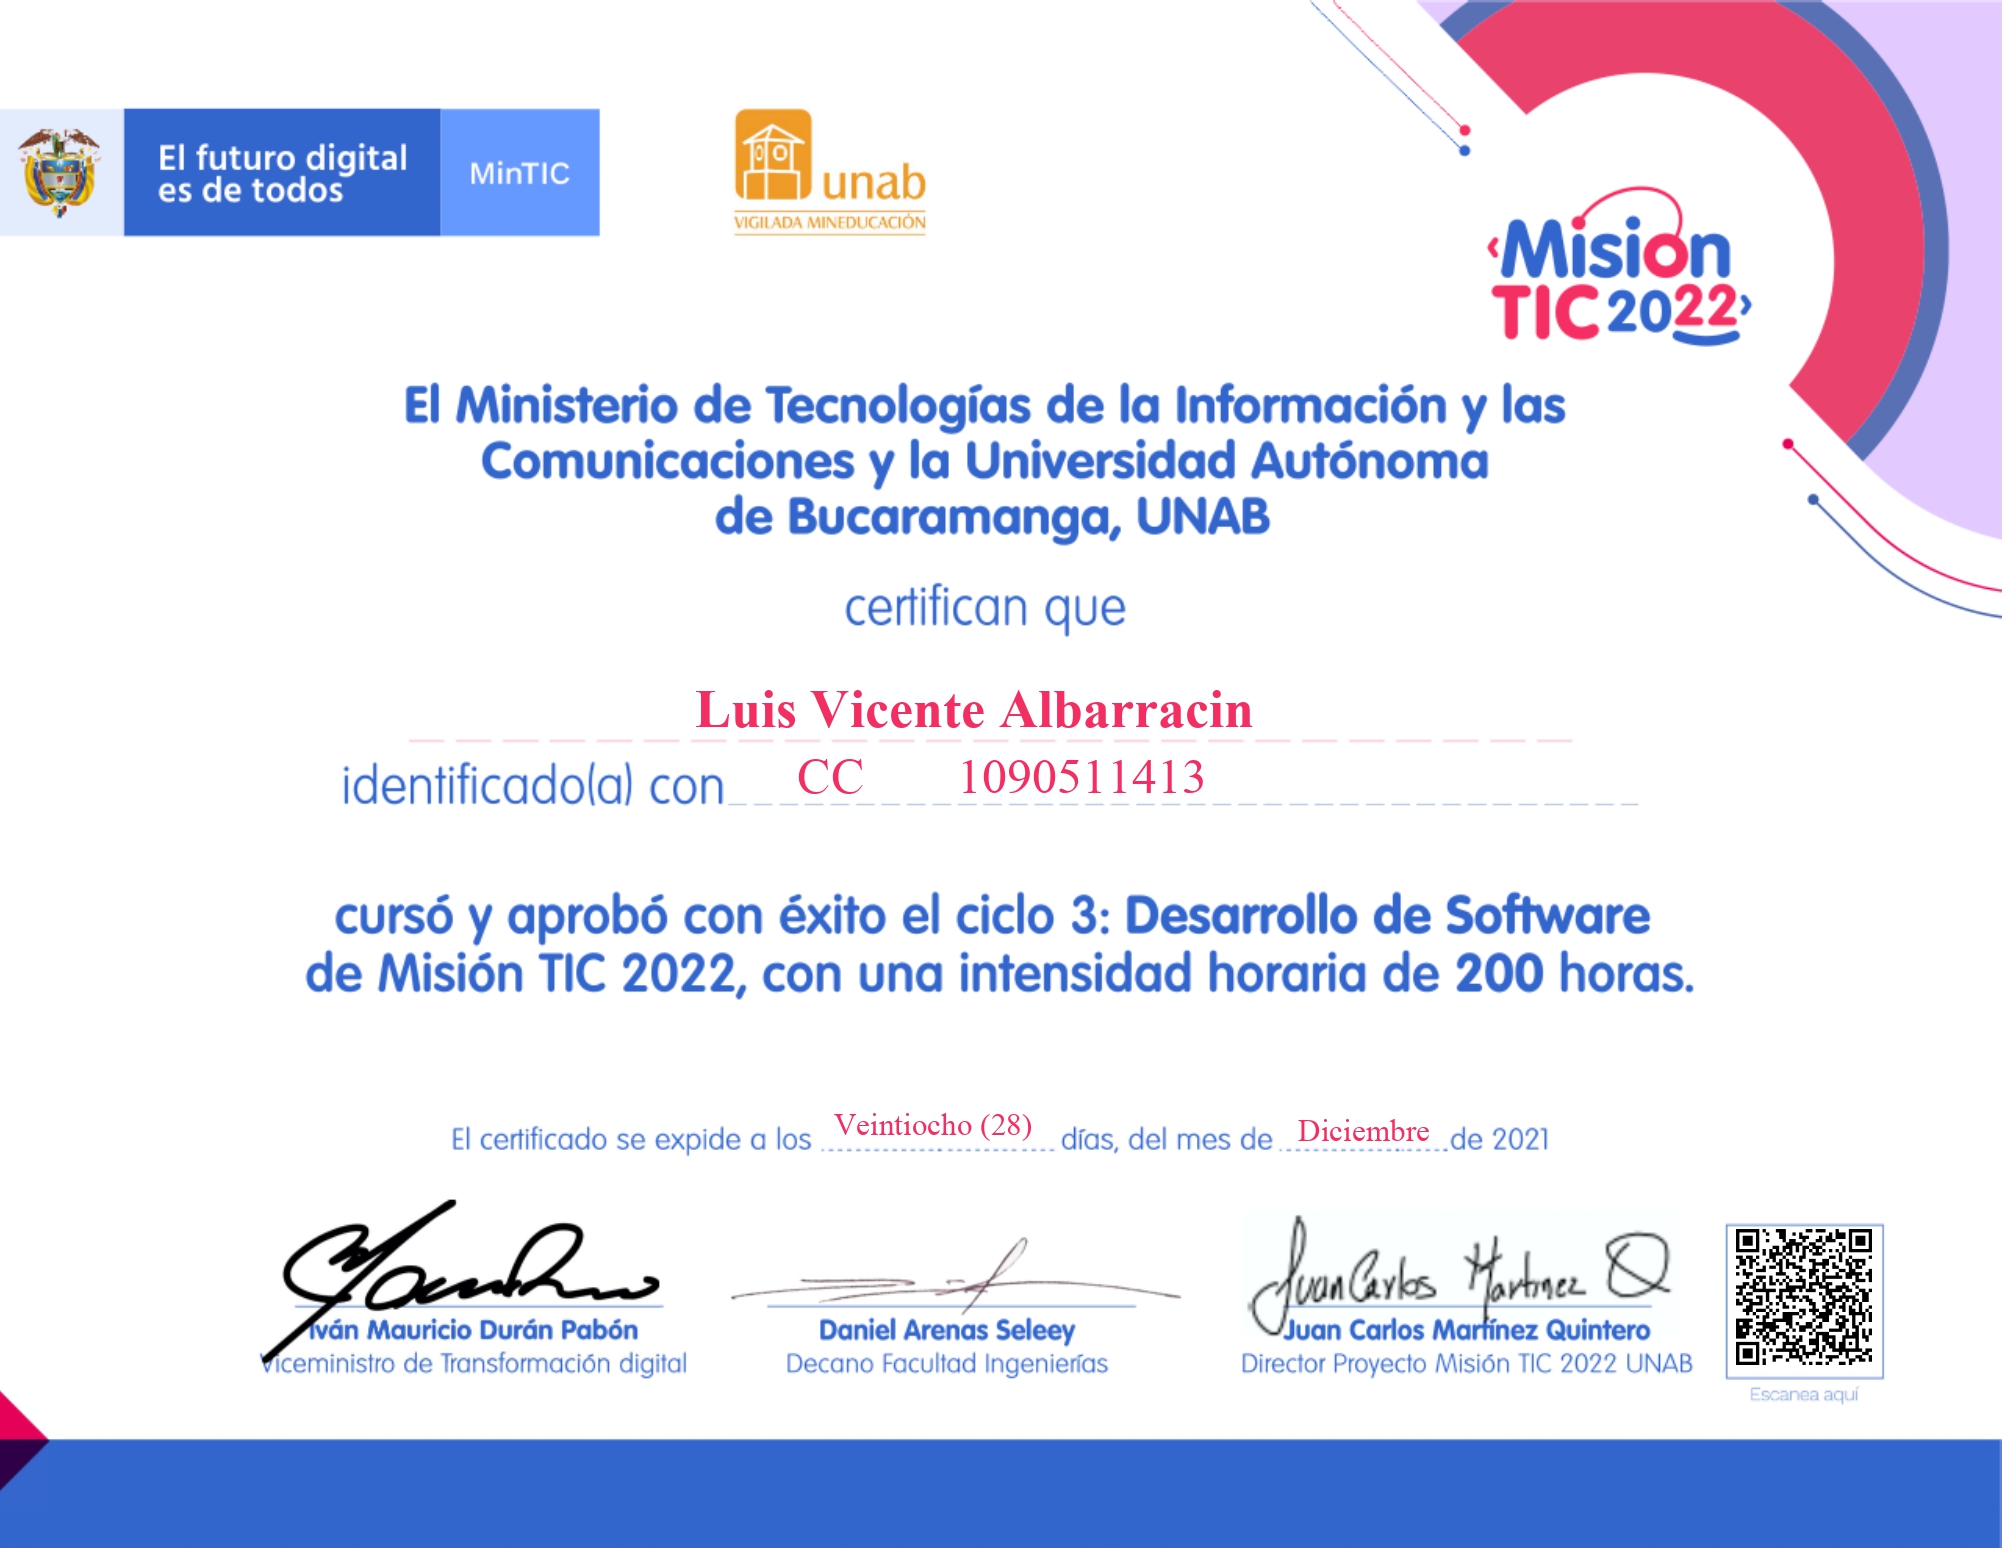 El futuro digital
es de todos
MinTIC
unab
VIGILADA MINEDUCACIÓN
‹Misión
TIC 2022›
El Ministerio de Tecnologías de la Información y las
Comunicaciones y la Universidad Autónoma
de Bucaramanga, UNAB
certifican que
Luis Vicente Albarracin
identificado(a) con CC 1090511413
cursó y aprobó con éxito el ciclo 3: Desarrollo de Software
de Misión TIC 2022, con una intensidad horaria de 200 horas.
El certificado se expide a los Veintiocho (28) días, del mes de Diciembre de 2021
Juan Carlos Martinez Q
Iván Mauricio Durán Pabón
Viceministro de Transformación digital
Daniel Arenas Seleey
Decano Facultad Ingenierías
Juan Carlos Martínez Quintero
Director Proyecto Misión TIC 2022 UNAB
Escanea aquí